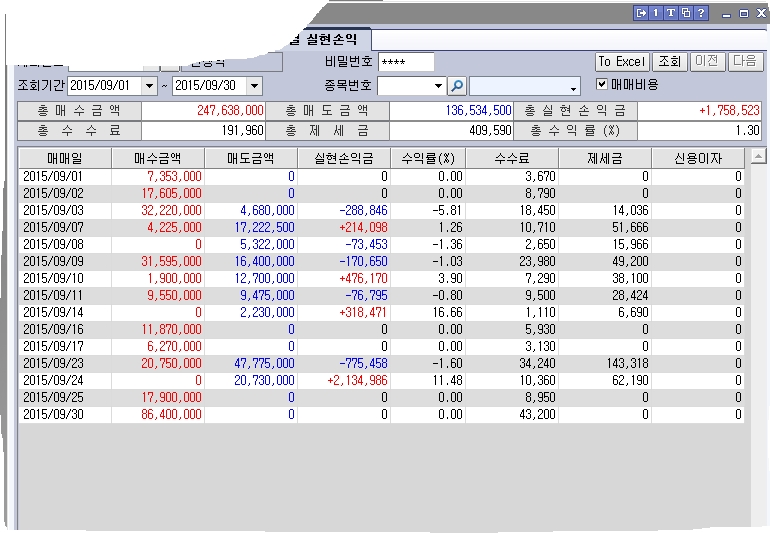 실현손익
비밀번호 **** To Excel 조회 이전 다음
조회기간 2015/09/01 ~ 2015/09/30 종목번호 매매비용
총 매 수 금 액 247,638,000 총 매 도 금 액 136,534,500 총 실 현 손 익 금 +1,758,523
총 수 수 료 191,960 총 제 세 금 409,590 총 수 익 률 (%) 1.30
매매일 매수금액 매도금액 실현손익금 수익률(%) 수수료 제세금 신용이자
2015/09/01 7,353,000 0 0 0.00 3,670 0 0
2015/09/02 17,605,000 0 0 0.00 8,790 0 0
2015/09/03 32,220,000 4,680,000 -288,846 -5.81 18,450 14,036 0
2015/09/07 4,225,000 17,222,500 +214,098 1.26 10,710 51,666 0
2015/09/08 0 5,322,000 -73,453 -1.36 2,650 15,966 0
2015/09/09 31,595,000 16,400,000 -170,650 -1.03 23,980 49,200 0
2015/09/10 1,900,000 12,700,000 +476,170 3.90 7,290 38,100 0
2015/09/11 9,550,000 9,475,000 -76,795 -0.80 9,500 28,424 0
2015/09/14 0 2,230,000 +318,471 16.66 1,110 6,690 0
2015/09/16 11,870,000 0 0 0.00 5,930 0 0
2015/09/17 6,270,000 0 0 0.00 3,130 0 0
2015/09/23 20,750,000 47,775,000 -775,458 -1.60 34,240 143,318 0
2015/09/24 0 20,730,000 +2,134,986 11.48 10,360 62,190 0
2015/09/25 17,900,000 0 0 0.00 8,950 0 0
2015/09/30 86,400,000 0 0 0.00 43,200 0 0